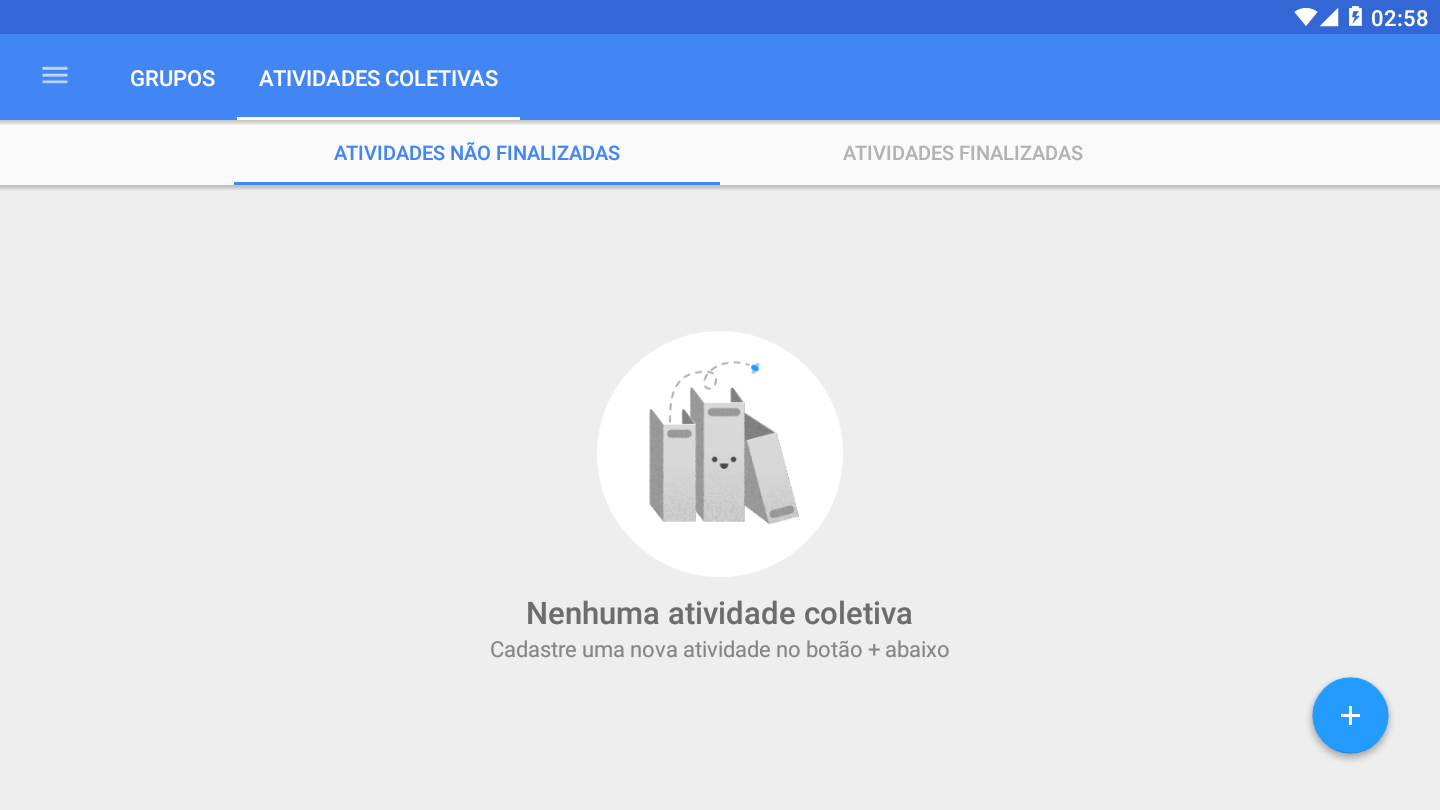 02:58
GRUPOS
ATIVIDADES COLETIVAS
ATIVIDADES NÃO FINALIZADAS
ATIVIDADES FINALIZADAS
Nenhuma atividade coletiva
Cadastre uma nova atividade no botão + abaixo
+